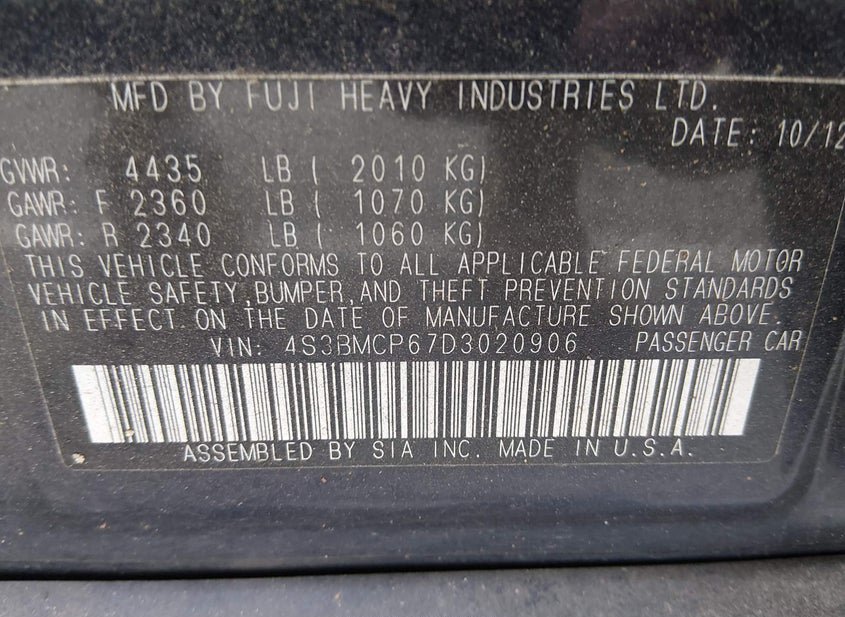 MFD BY FUJI HEAVY INDUSTRIES LTD.
DATE: 10/12
GVWR: 4435 LB ( 2010 KG)
GAWR: F 2360 LB ( 1070 KG)
GAWR: R 2340 LB ( 1060 KG)
THIS VEHICLE CONFORMS TO ALL APPLICABLE FEDERAL MOTOR
VEHICLE SAFETY,BUMPER,AND THEFT PREVENTION STANDARDS
IN EFFECT ON THE DATE OF MANUFACTURE SHOWN ABOVE.
VIN: 4S3BMCP67D3020906 PASSENGER CAR
ASSEMBLED BY SIA INC. MADE IN U.S.A.